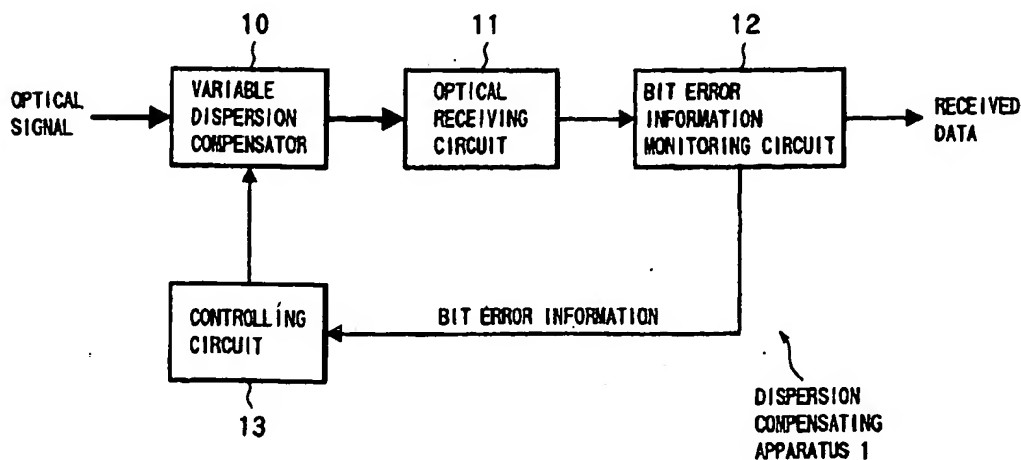 10
11
12
OPTICAL
SIGNAL
VARIABLE
DISPERSION
COMPENSATOR
OPTICAL
RECEIVING
CIRCUIT
BIT ERROR
INFORMATION
MONITORING CIRCUIT
RECEIVED
DATA
CONTROLLING
CIRCUIT
BIT ERROR INFORMATION
13
DISPERSION
COMPENSATING
APPARATUS 1